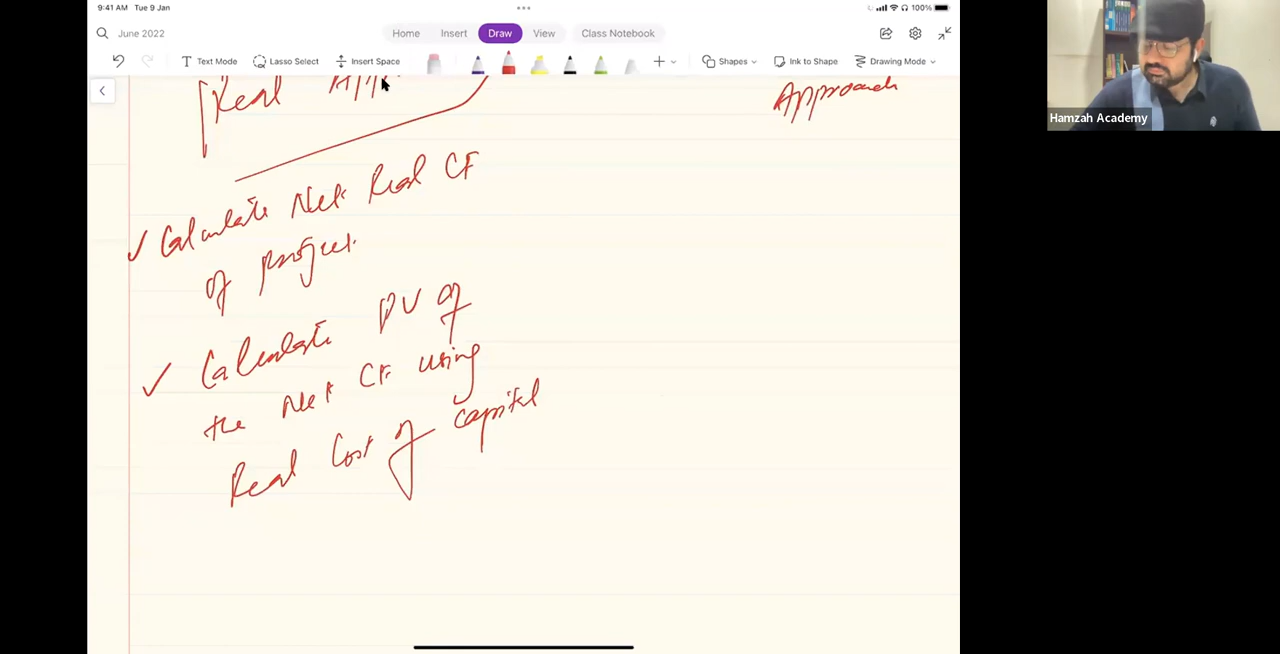 9:41 AM Tue 9 Jan
100%
June 2022
Home Insert Draw View Class Notebook
Text Mode Lasso Select Insert Space Shapes Ink to Shape Drawing Mode
Real
Approach
Hamzah Academy
✓ Calculate Net Real CF
of project
✓ Calculate PV of
the Net CF using
Real Cost of capital